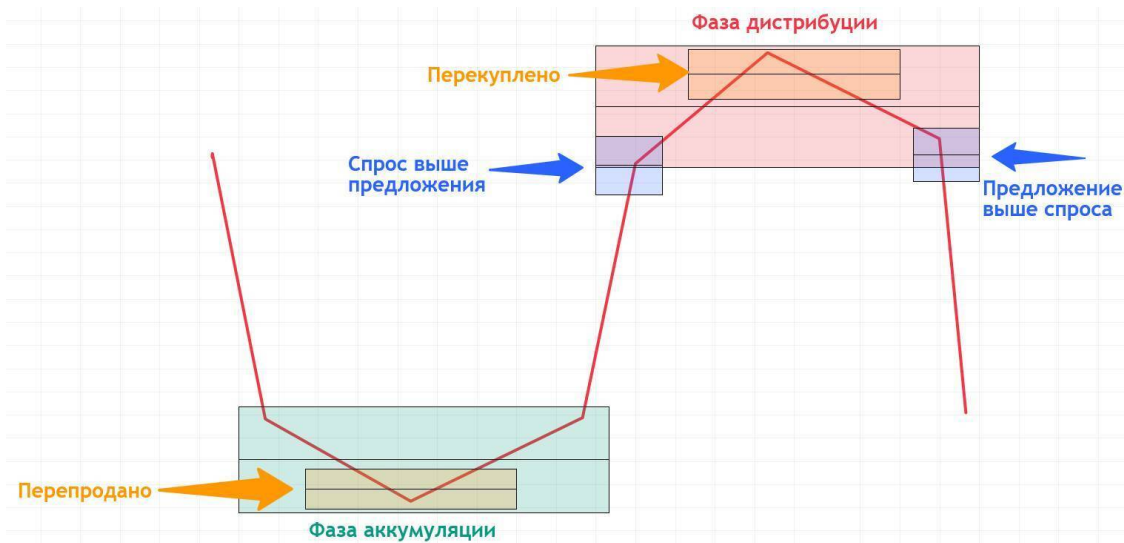 Фаза дистрибуции
Перекуплено
Спрос выше
предложения
Предложение
выше спроса
Перепродано
Фаза аккумуляции